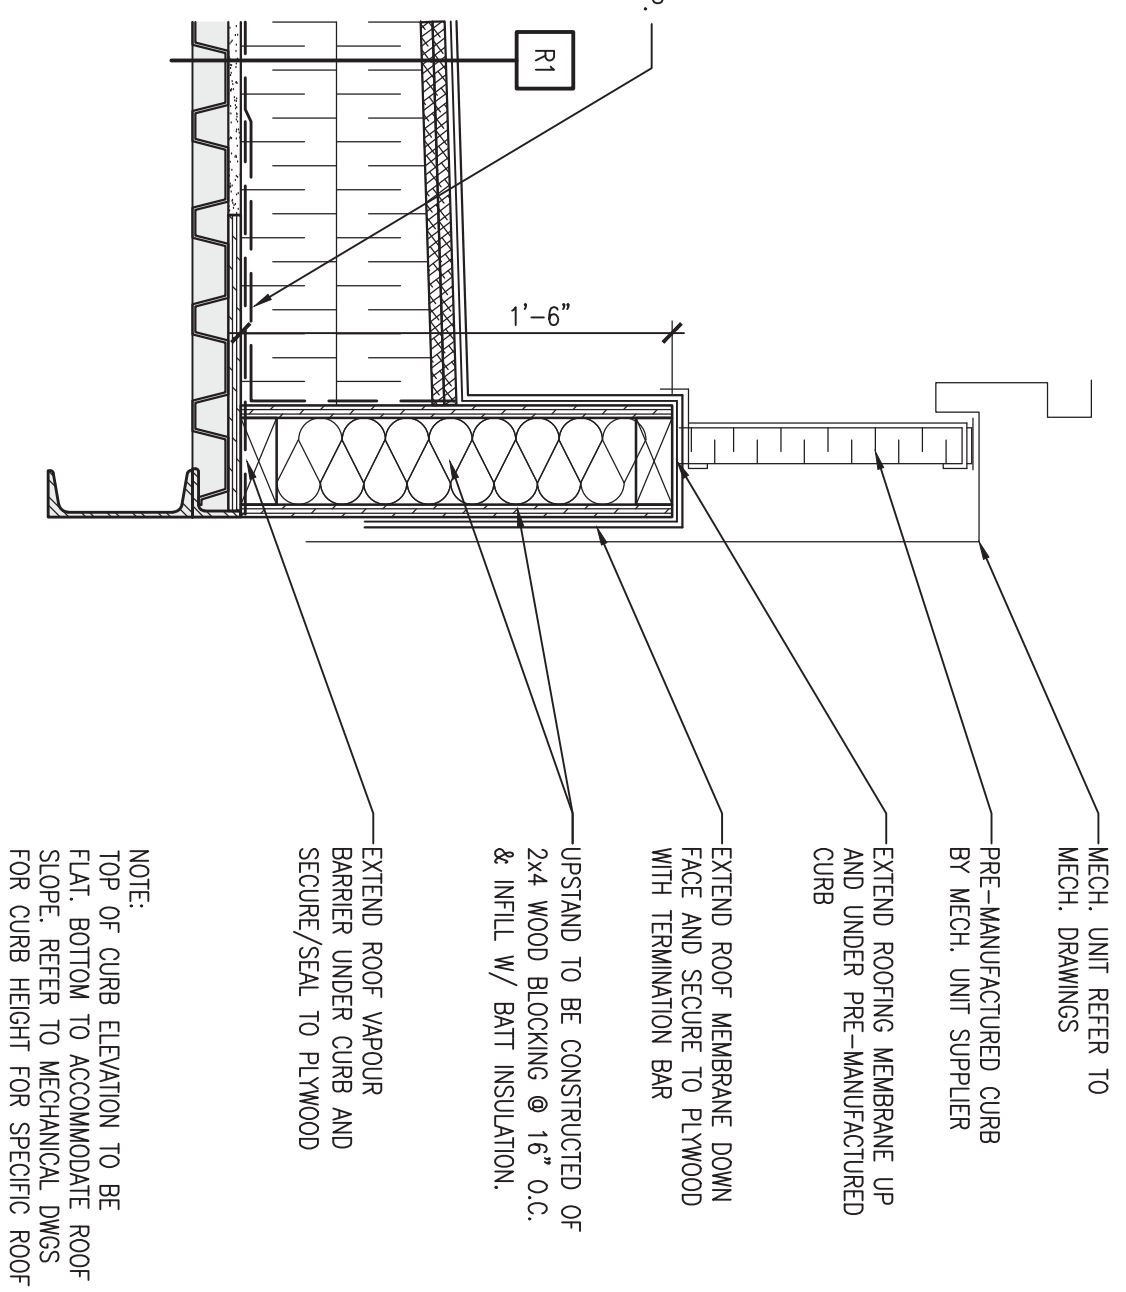 MECH. UNIT REFER TO
MECH. DRAWINGS
PRE-MANUFACTURED CURB
BY MECH. UNIT SUPPLIER
EXTEND ROOFING MEMBRANE UP
AND UNDER PRE-MANUFACTURED
CURB
EXTEND ROOF MEMBRANE DOWN
FACE AND SECURE TO PLYWOOD
WITH TERMINATION BAR
UPSTAND TO BE CONSTRUCTED OF
2x4 WOOD BLOCKING @ 16" O.C.
& INFILL W/ BATT INSULATION.
EXTEND ROOF VAPOUR
BARRIER UNDER CURB AND
SECURE/SEAL TO PLYWOOD
NOTE:
TOP OF CURB ELEVATION TO BE
FLAT. BOTTOM TO ACCOMMODATE ROOF
SLOPE. REFER TO MECHANICAL DWGS
FOR CURB HEIGHT FOR SPECIFIC ROOF
R1
1'-6"